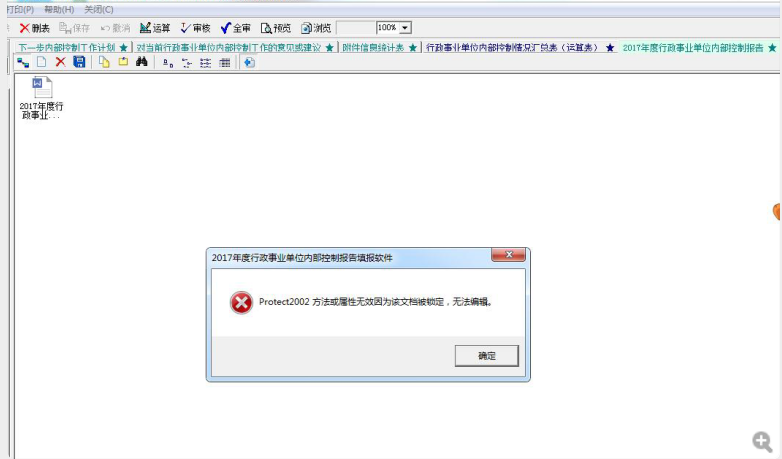 打印(P) 帮助(H) 关闭(C)
删表 保存 撤消 运算 审核 全审 预览 浏览 100%
下一步内部控制工作计划 ★ 对当前行政事业单位内部控制工作的意见或建议 ★ 附件信息统计表 ★ 行政事业单位内部控制情况汇总表（运算表） ★ 2017年度行政事业单位内部控制报告 ★
2017年度行
政事业...
2017年度行政事业单位内部控制报告填报软件
Protect2002 方法或属性无效因为该文档被锁定，无法编辑。
确定